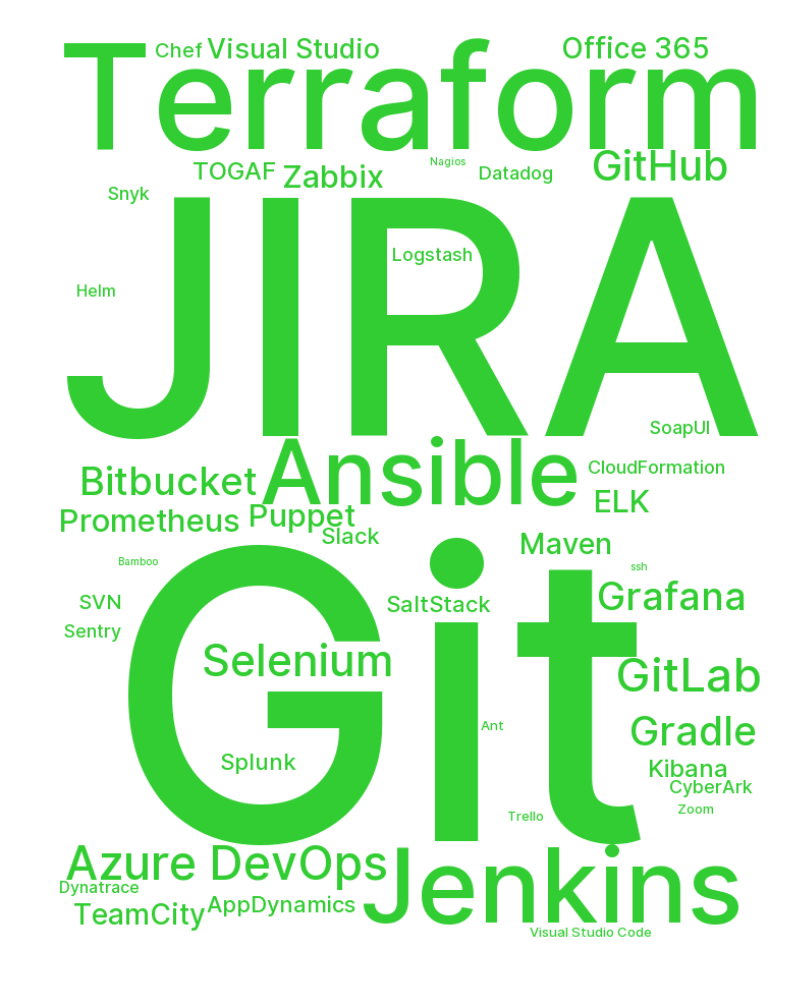 Chef Visual Studio Office 365
Terraform
TOGAF Zabbix Nagios Datadog GitHub
Snyk
JIRA
Logstash
Helm
SoapUI
Ansible
Bitbucket CloudFormation
ELK
Prometheus Puppet
Slack Maven
Bamboo ssh
Git
SVN SaltStack Grafana
Sentry
Selenium GitLab
Ant Gradle
Splunk Kibana
CyberArk
Trello Zoom
Azure DevOps Jenkins
Dynatrace
TeamCity AppDynamics
Visual Studio Code